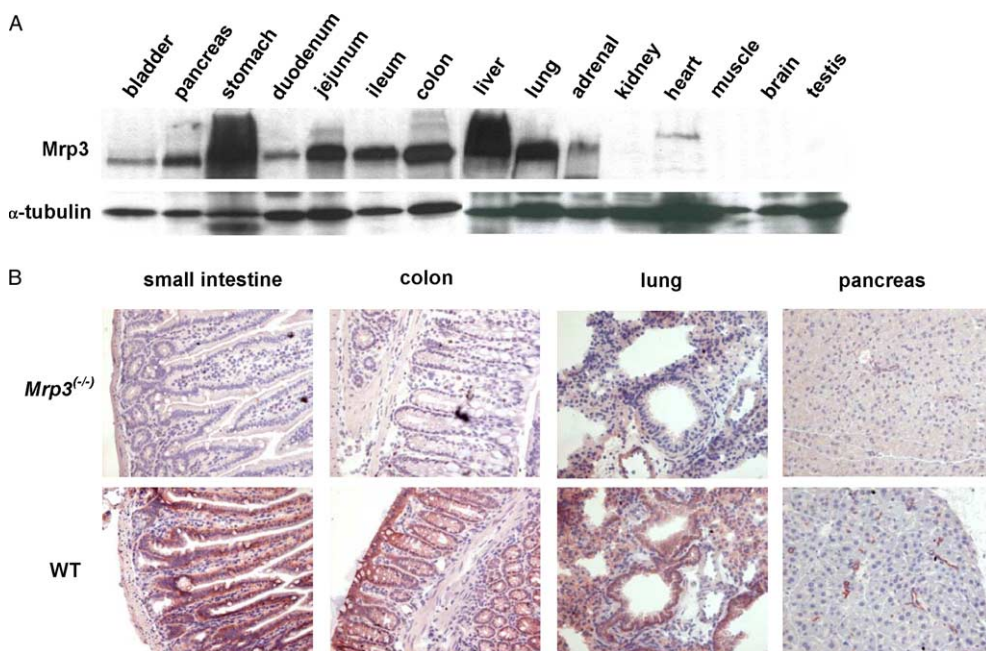 A
bladder pancreas stomach duodenum jejunum ileum colon liver lung adrenal kidney heart muscle brain testis
Mrp3
α-tubulin
B
small intestine colon lung pancreas
Mrp3(-/-)
WT